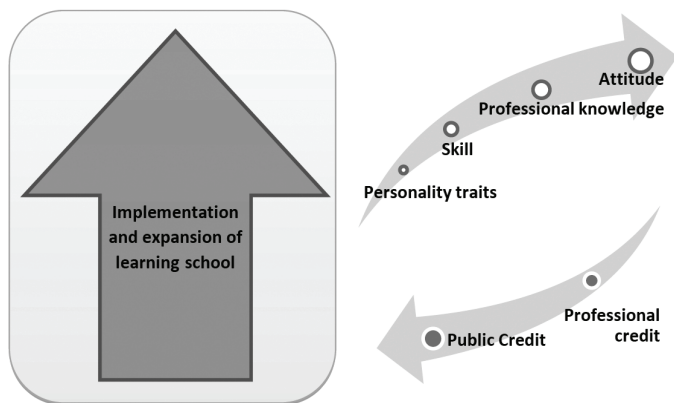 Implementation
and expansion of
learning school
Attitude
Professional knowledge
Skill
Personality traits
Professional
credit
Public Credit